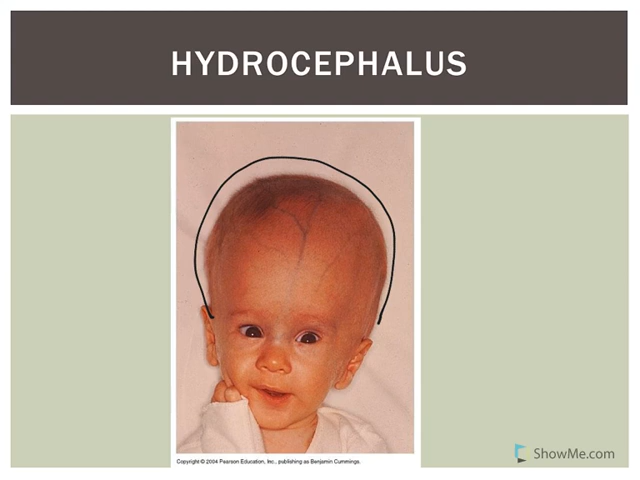 HYDROCEPHALUS
Copyright © 2004 Pearson Education, Inc., publishing as Benjamin Cummings.
ShowMe.com